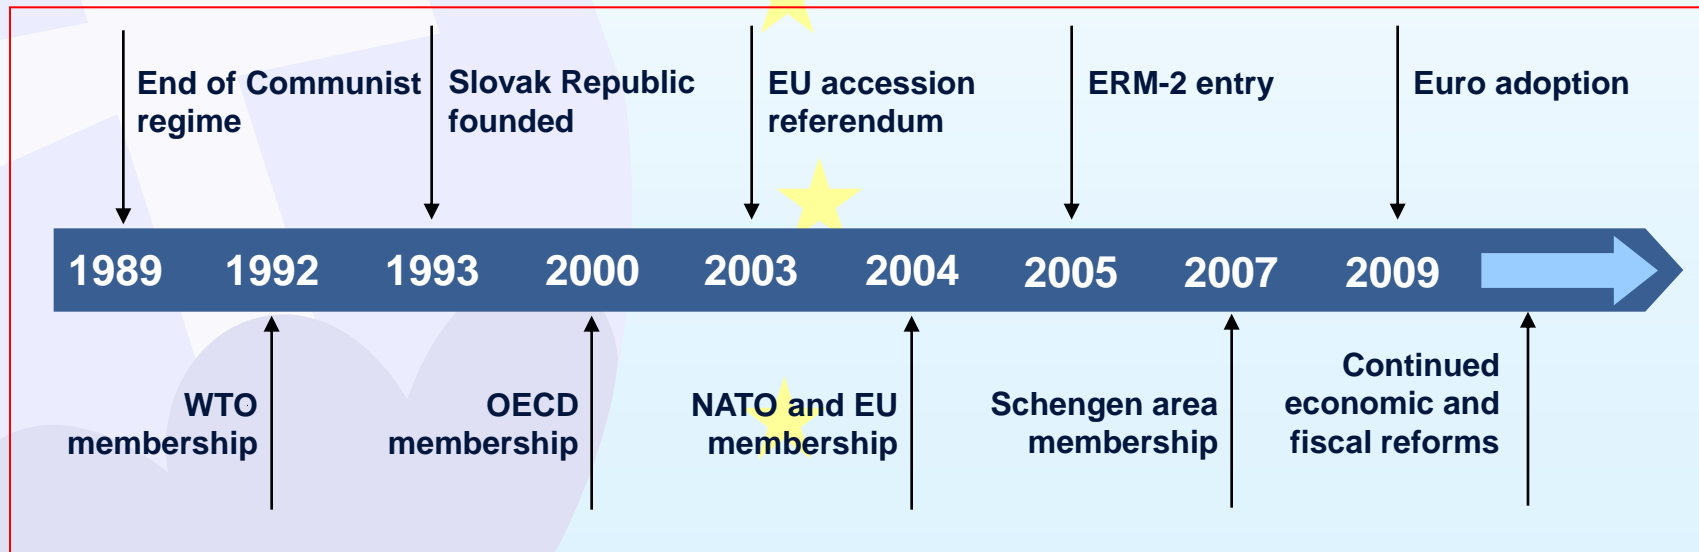 End of Communist
regime
Slovak Republic
founded
EU accession
referendum
ERM-2 entry
Euro adoption
1989 1992 1993 2000 2003 2004 2005 2007 2009
WTO
membership
OECD
membership
NATO and EU
membership
Schengen area
membership
Continued
economic and
fiscal reforms